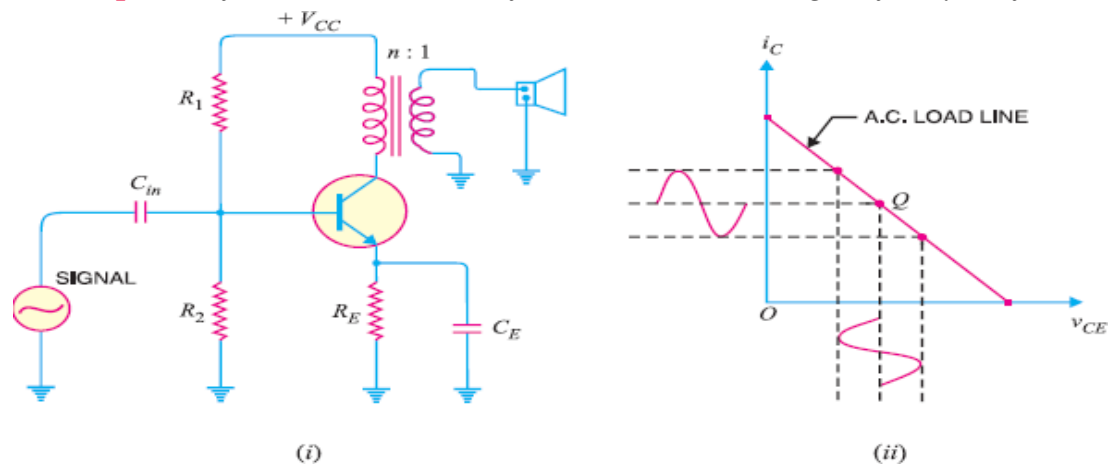 + V_CC
n : 1
R_1
C_in
SIGNAL
R_2
R_E
C_E
(i)
i_C
A.C. LOAD LINE
Q
O
v_CE
(ii)